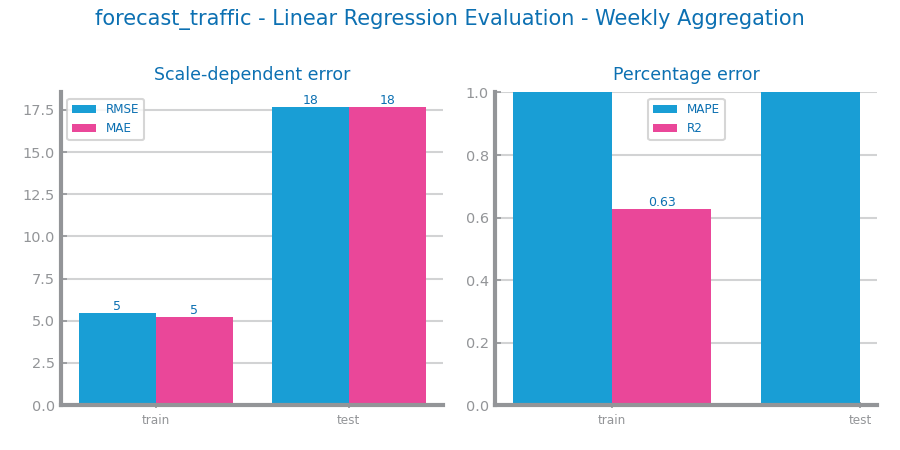 forecast_traffic - Linear Regression Evaluation - Weekly Aggregation
Scale-dependent error
17.5
15.0
12.5
10.0
7.5
5.0
2.5
0.0
RMSE
MAE
5
5
18
18
train
test
Percentage error
1.0
0.8
0.6
0.4
0.2
0.0
MAPE
R2
0.63
train
test